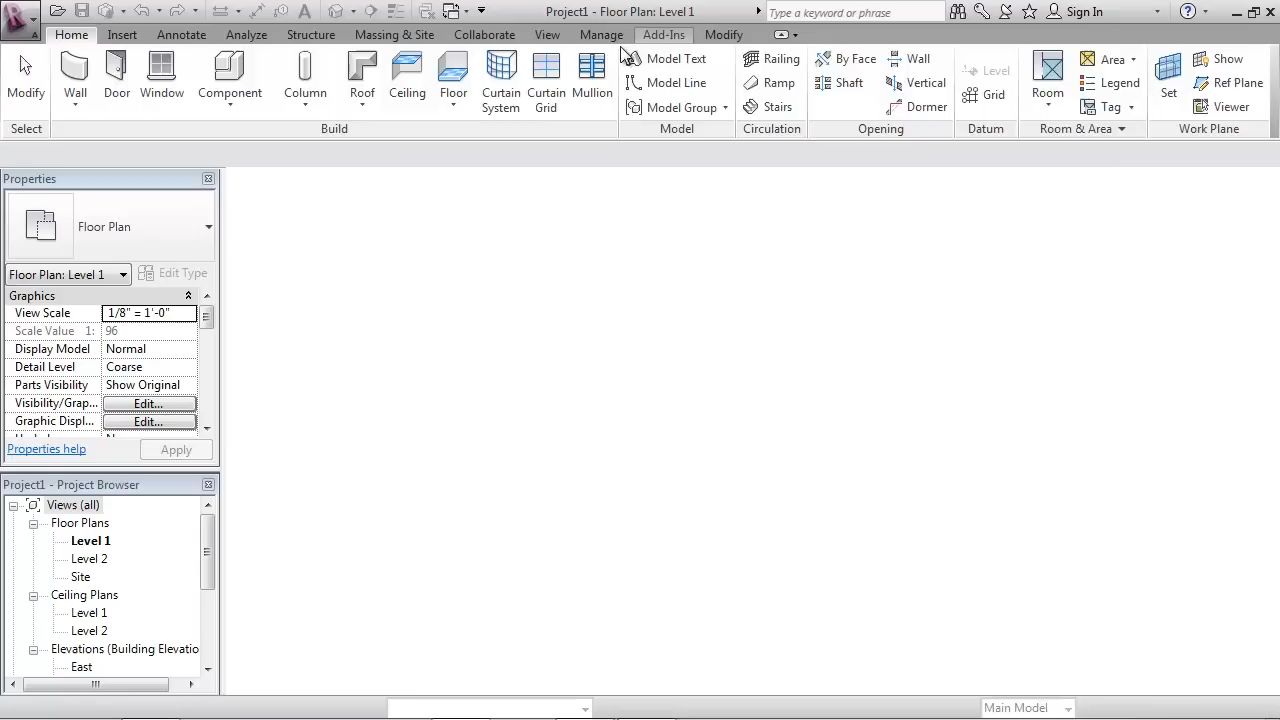 Project1 - Floor Plan: Level 1
Type a keyword or phrase
Sign In
Home Insert Annotate Analyze Structure Massing & Site Collaborate View Manage Add-Ins Modify
Modify Wall Door Window Component Column Roof Ceiling Floor Curtain System Curtain Grid Mullion
Model Text
Model Line
Model Group
Railing
Ramp
Stairs
By Face
Shaft
Wall
Vertical
Dormer
Level
Grid
Room
Area
Legend
Tag
Set
Show
Ref Plane
Viewer
Select Build Model Circulation Opening Datum Room & Area Work Plane
Properties
Floor Plan
Floor Plan: Level 1 Edit Type
Graphics
View Scale 1/8" = 1'-0"
Scale Value 1: 96
Display Model Normal
Detail Level Coarse
Parts Visibility Show Original
Visibility/Grap... Edit...
Graphic Displ... Edit...
Properties help Apply
Project1 - Project Browser
Views (all)
Floor Plans
Level 1
Level 2
Site
Ceiling Plans
Level 1
Level 2
Elevations (Building Elevatio
East
Main Model